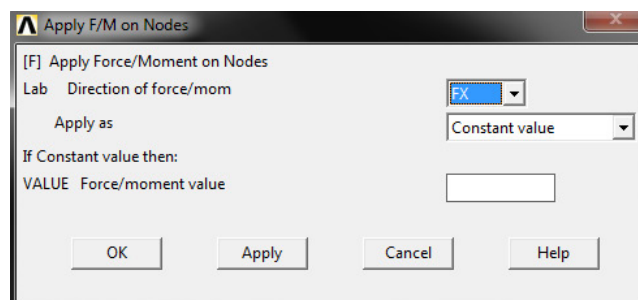 Apply F/M on Nodes
[F] Apply Force/Moment on Nodes
Lab Direction of force/mom FX
Apply as Constant value
If Constant value then:
VALUE Force/moment value
OK Apply Cancel Help